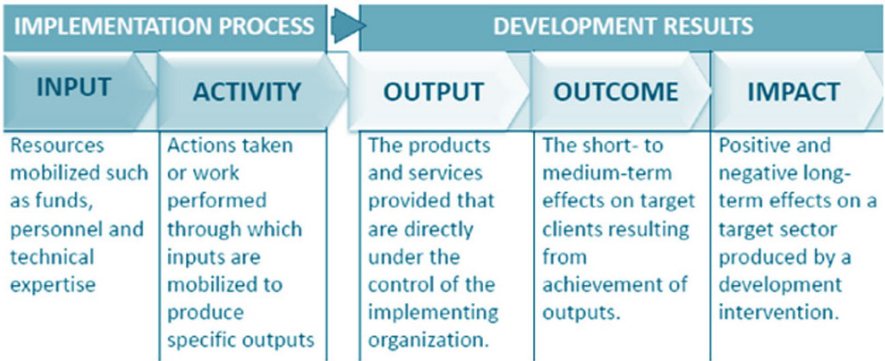 IMPLEMENTATION PROCESS
DEVELOPMENT RESULTS
INPUT
ACTIVITY
OUTPUT
OUTCOME
IMPACT
Resources
mobilized such
as funds,
personnel and
technical
expertise
Actions taken
or work
performed
through which
inputs are
mobilized to
produce
specific outputs
The products
and services
provided that
are directly
under the
control of the
implementing
organization.
The short- to
medium-term
effects on target
clients resulting
from
achievement of
outputs.
Positive and
negative long-
term effects on a
target sector
produced by a
development
intervention.